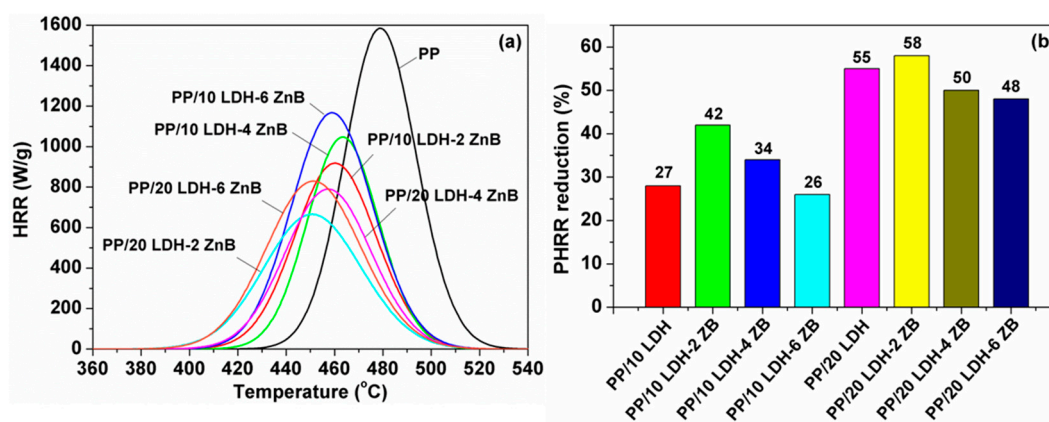 (a)
HRR (W/g)
1600
1400
1200
1000
800
600
400
200
0
PP
PP/10 LDH-6 ZnB
PP/10 LDH-4 ZnB
PP/10 LDH-2 ZnB
PP/20 LDH-6 ZnB
PP/20 LDH-4 ZnB
PP/20 LDH-2 ZnB
360 380 400 420 440 460 480 500 520 540
Temperature (°C)
(b)
PHRR reduction (%)
60
50
40
30
20
10
0
27 42 34 26 55 58 50 48
PP/10 LDH
PP/10 LDH-2 ZB
PP/10 LDH-4 ZB
PP/10 LDH-6 ZB
PP/20 LDH
PP/20 LDH-2 ZB
PP/20 LDH-4 ZB
PP/20 LDH-6 ZB